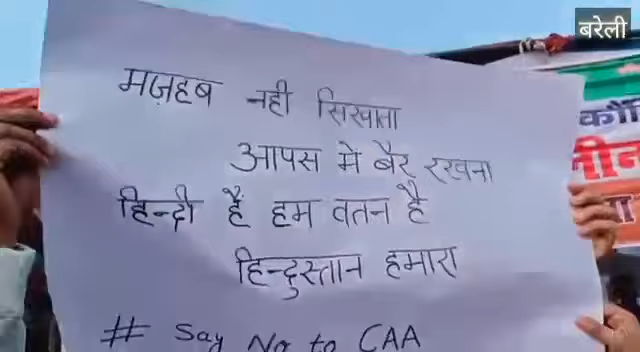 बरेली
मज़हब नही सिखाता
आपस मे बैर रखना
हिन्दी है हम वतन है
हिन्दुस्तान हमारा
# Say No to CAA